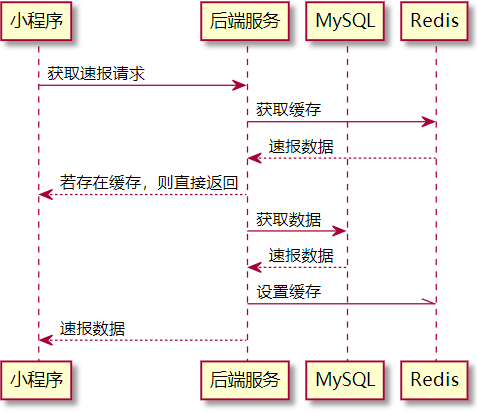 小程序 后端服务 MySQL Redis
获取速报请求
获取缓存
速报数据
若存在缓存，则直接返回
获取数据
速报数据
设置缓存
速报数据
小程序 后端服务 MySQL Redis